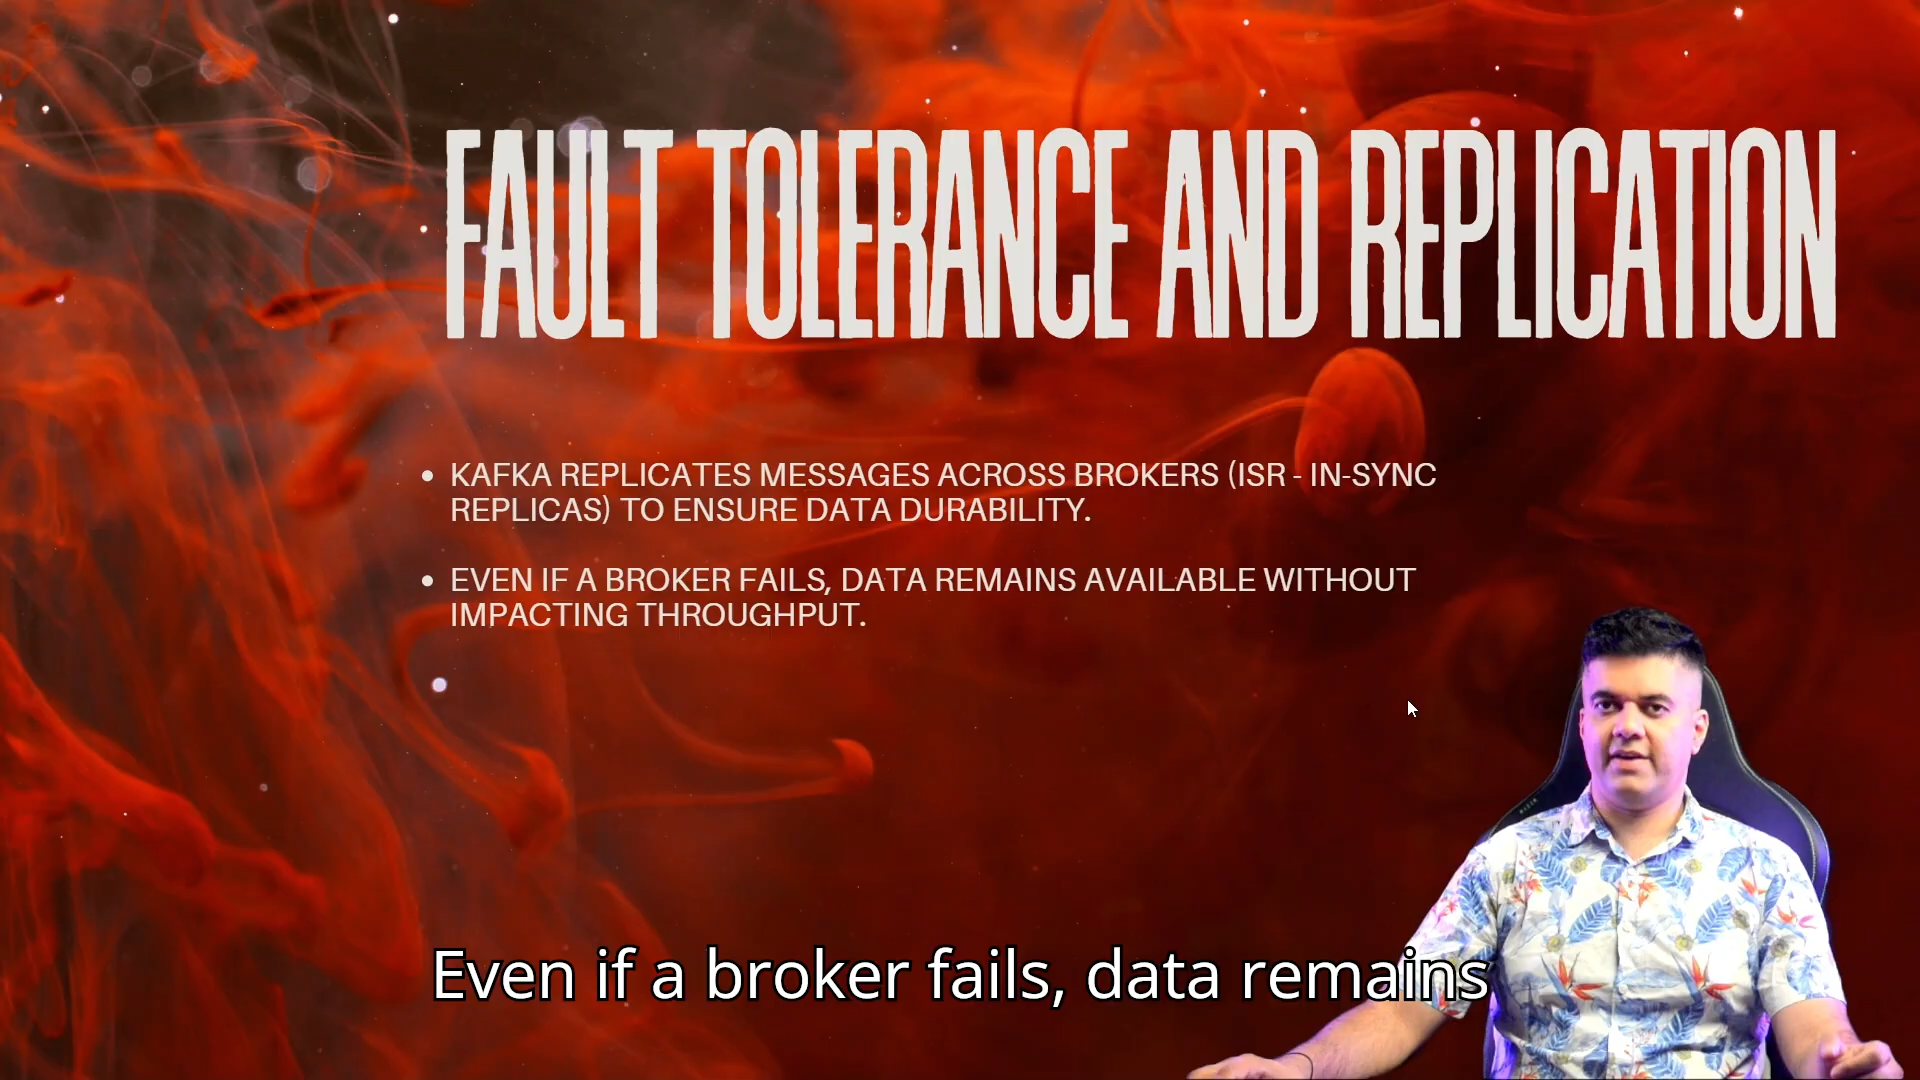 FAULT TOLERANCE AND REPLICATION
• KAFKA REPLICATES MESSAGES ACROSS BROKERS (ISR - IN-SYNC
REPLICAS) TO ENSURE DATA DURABILITY.
• EVEN IF A BROKER FAILS, DATA REMAINS AVAILABLE WITHOUT
IMPACTING THROUGHPUT.
Even if a broker fails, data remains